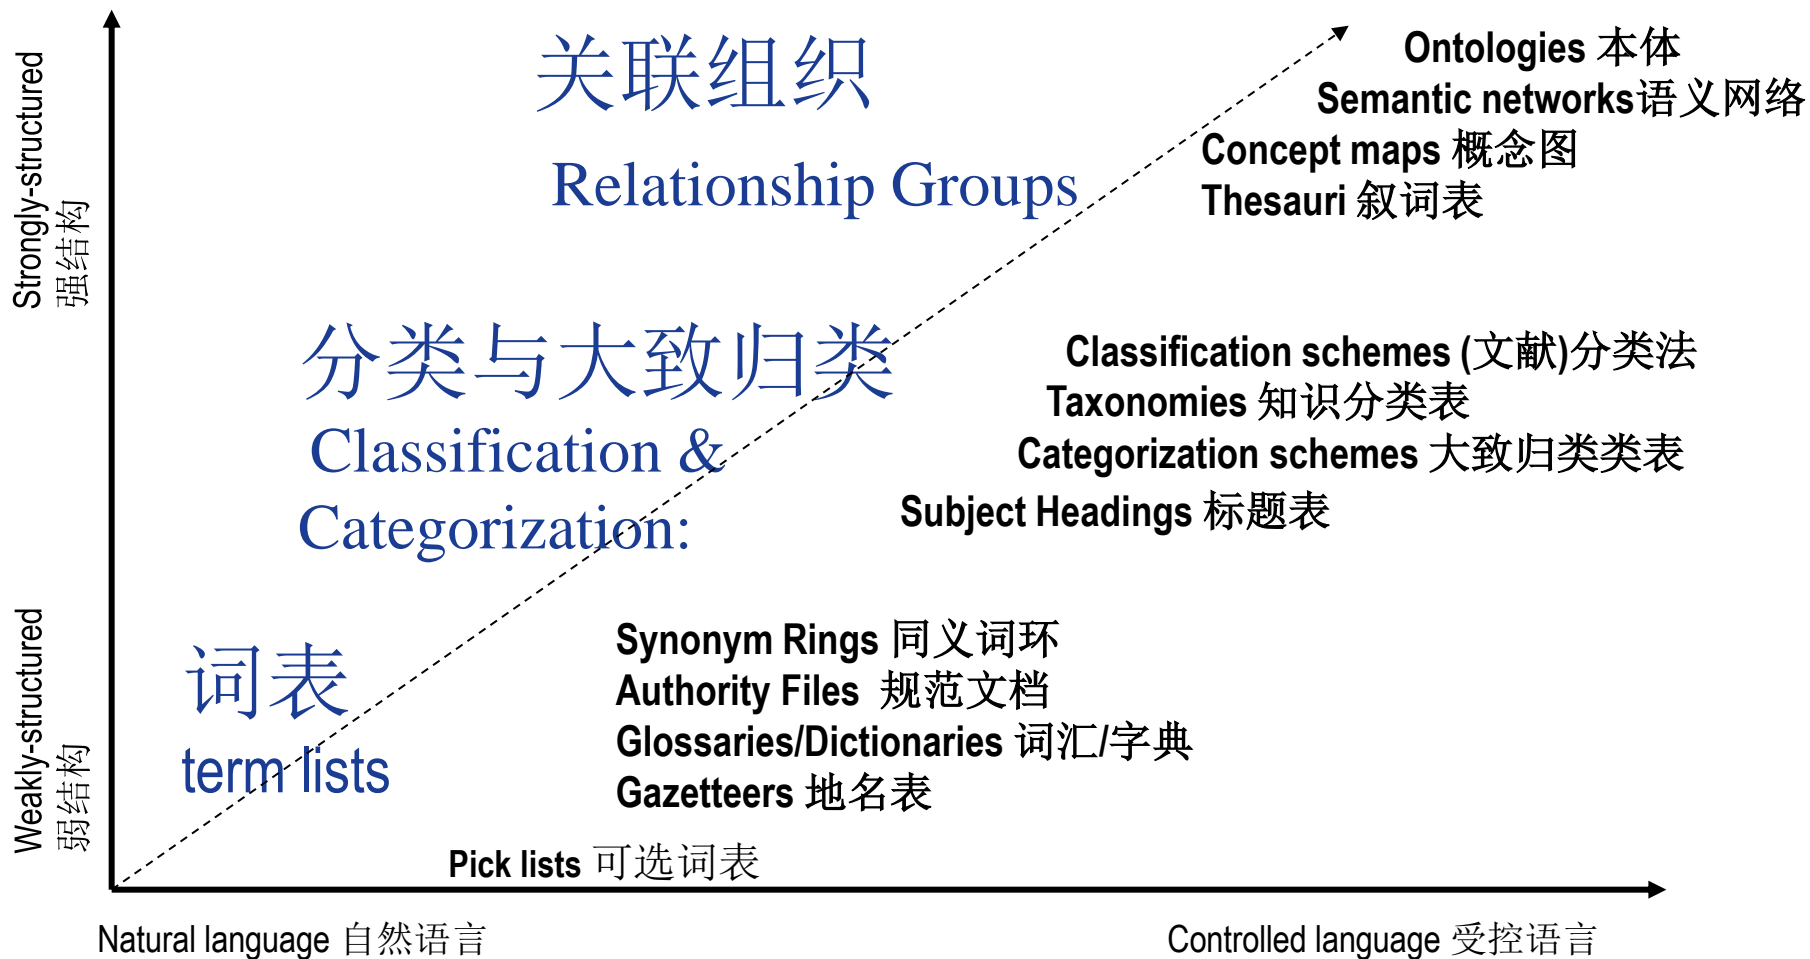 Strongly-structured
强结构
关联组织
Relationship Groups
Ontologies 本体
Semantic networks语义网络
Concept maps 概念图
Thesauri 叙词表
分类与大致归类
Classification &
Categorization:
Classification schemes (文献)分类法
Taxonomies 知识分类表
Categorization schemes 大致归类类表
Subject Headings 标题表
Weakly-structured
弱结构
词表
term lists
Synonym Rings 同义词环
Authority Files 规范文档
Glossaries/Dictionaries 词汇/字典
Gazetteers 地名表
Pick lists 可选词表
Natural language 自然语言
Controlled language 受控语言